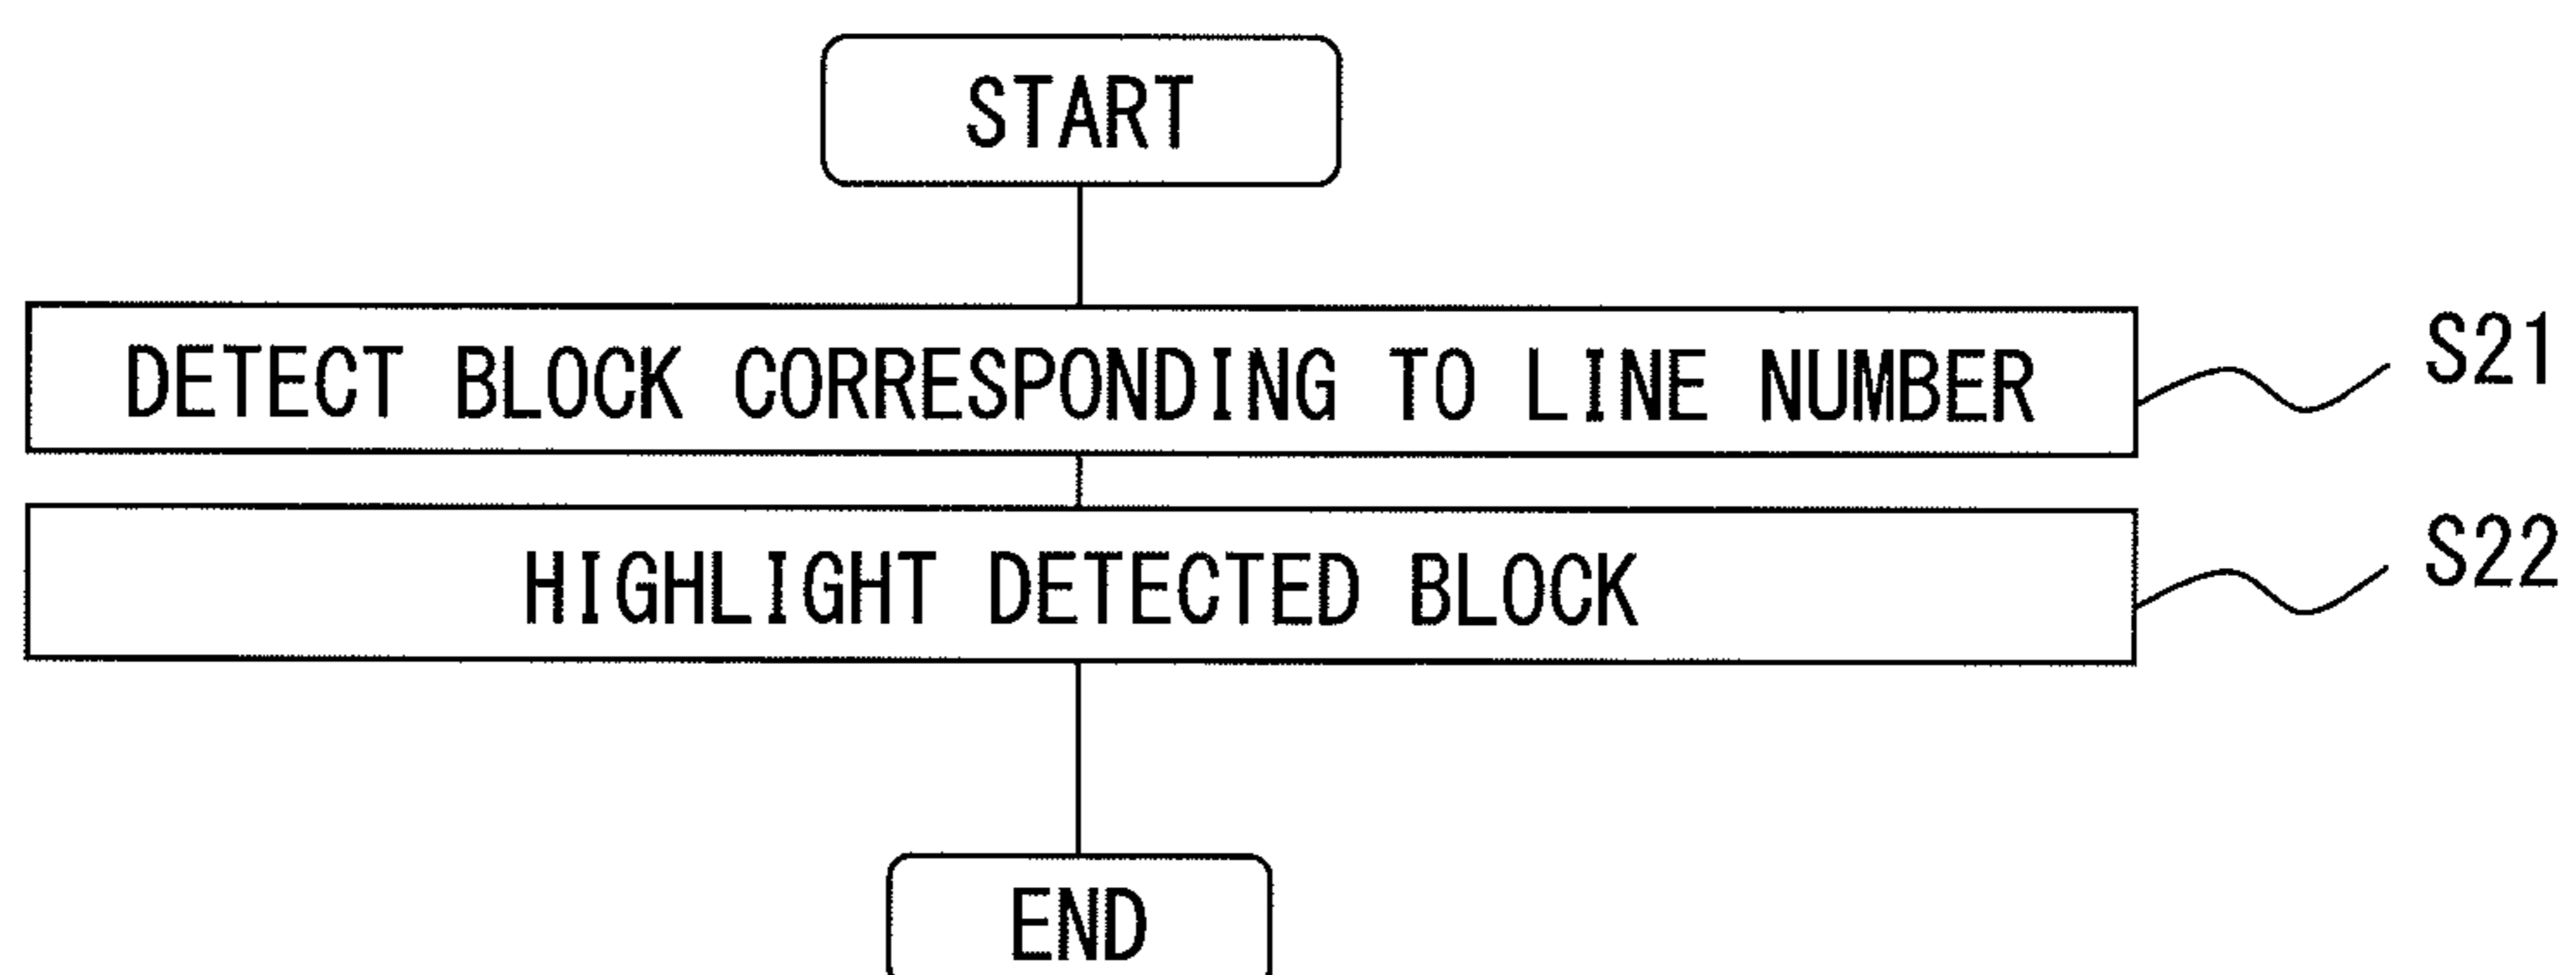 START
DETECT BLOCK CORRESPONDING TO LINE NUMBER
S21
HIGHLIGHT DETECTED BLOCK
S22
END